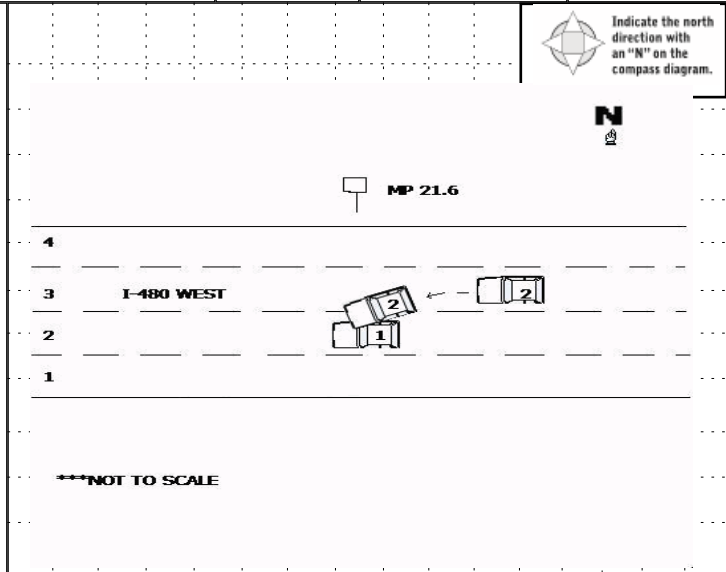 Indicate the north
direction with
an “N” on the
compass diagram.
N
MP 21.6
4
3 I-480 WEST 2 2
2 1
1
***NOT TO SCALE